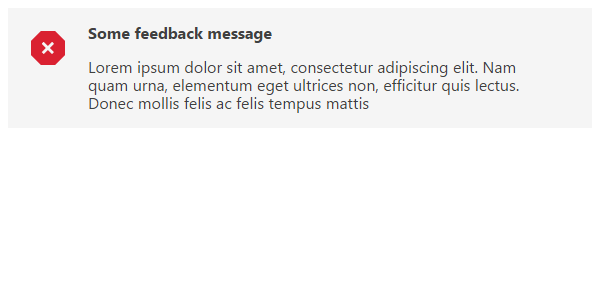 Some feedback message
Lorem ipsum dolor sit amet, consectetur adipiscing elit. Nam
quam urna, elementum eget ultrices non, efficitur quis lectus.
Donec mollis felis ac felis tempus mattis